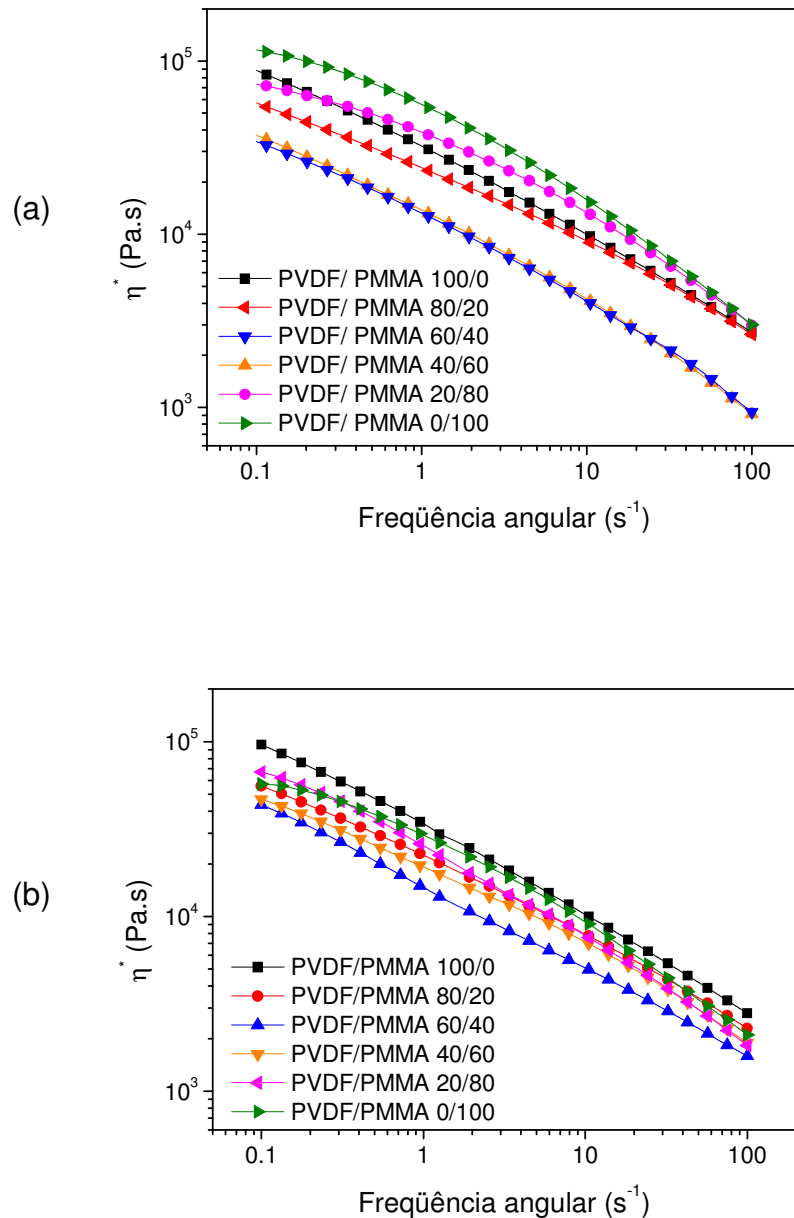 (a)
η* (Pa.s)
10⁵
10⁴
10³
PVDF/ PMMA 100/0
PVDF/ PMMA 80/20
PVDF/ PMMA 60/40
PVDF/ PMMA 40/60
PVDF/ PMMA 20/80
PVDF/ PMMA 0/100
0.1 1 10 100
Freqüência angular (s⁻¹)
(b)
η* (Pa.s)
10⁵
10⁴
10³
PVDF/PMMA 100/0
PVDF/PMMA 80/20
PVDF/PMMA 60/40
PVDF/PMMA 40/60
PVDF/PMMA 20/80
PVDF/PMMA 0/100
0.1 1 10 100
Freqüência angular (s⁻¹)